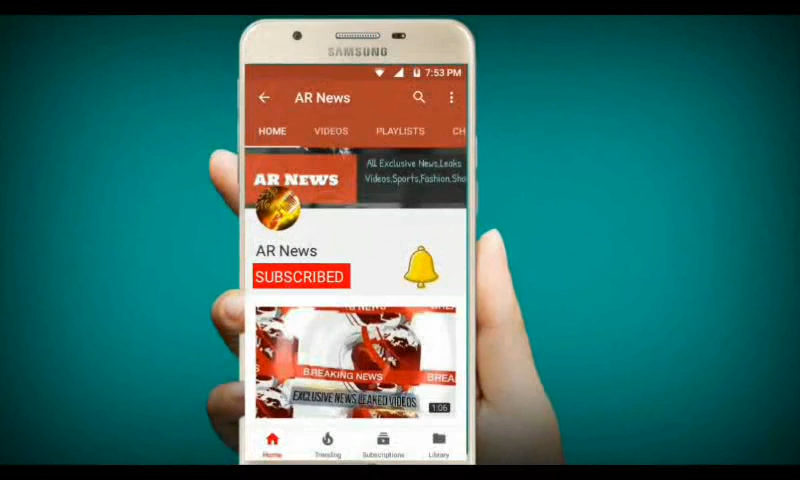 SAMSUNG
7:53 PM
AR News
HOME VIDEOS PLAYLISTS CH
AR NEWS
All Exclusive News,Leaks
Videos,Sports,Fashion,Sho
AR News
SUBSCRIBED
BREAKING NEWS
BREA
EXCLUSIVE NEWS LEAKED VIDEOS
1:06
Home Trending Subscriptions Library